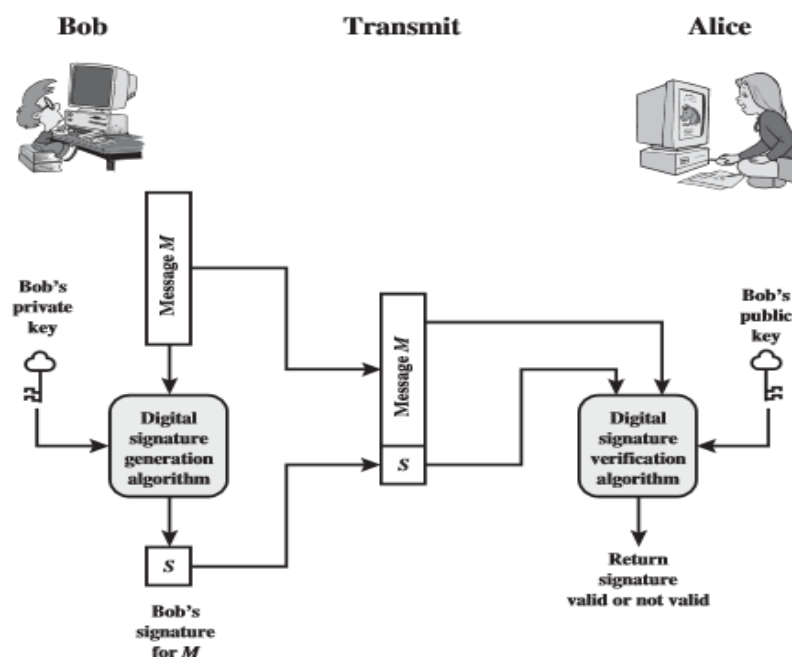 Bob
Transmit
Alice
Message M
Bob's
private
key
Message M
Bob's
public
key
Digital
signature
generation
algorithm
S
Digital
signature
verification
algorithm
S
Bob's
signature
for M
Return
signature
valid or not valid